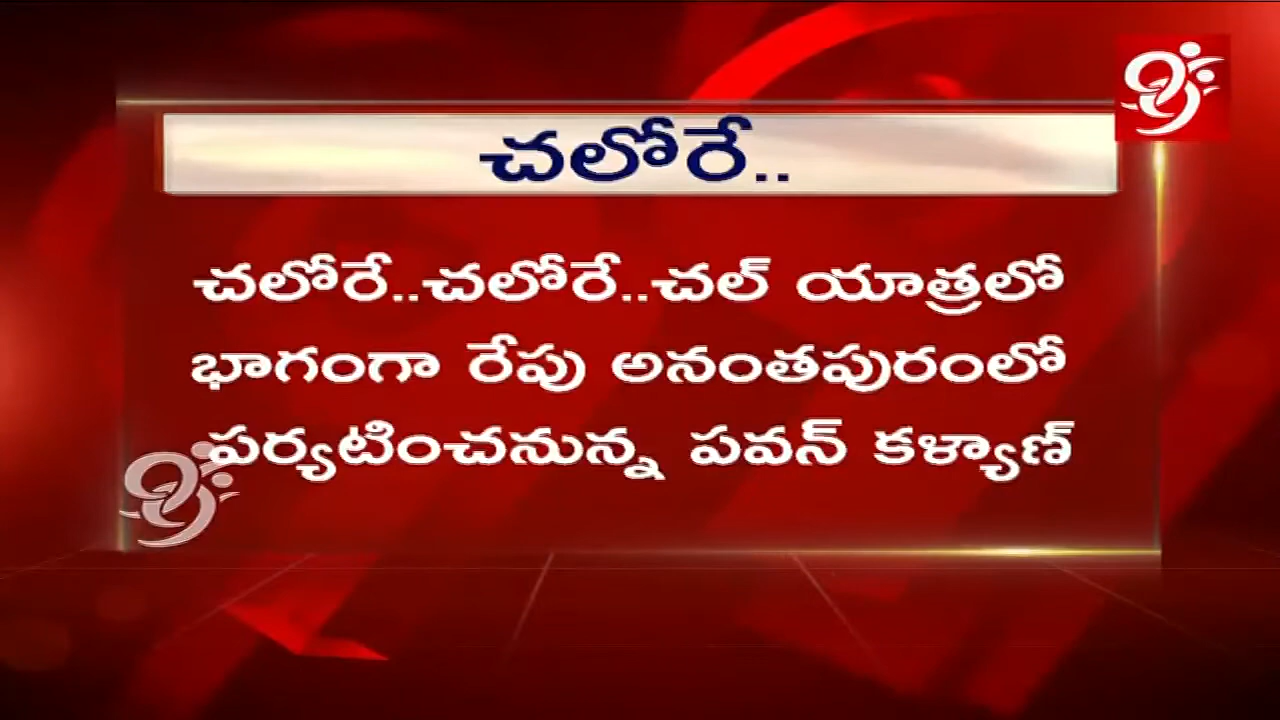 చలోరే..
చలోరే..చలోరే..చల్ యాత్రలో
భాగంగా రేపు అనంతపురంలో
పర్యటించనున్న పవన్ కళ్యాణ్